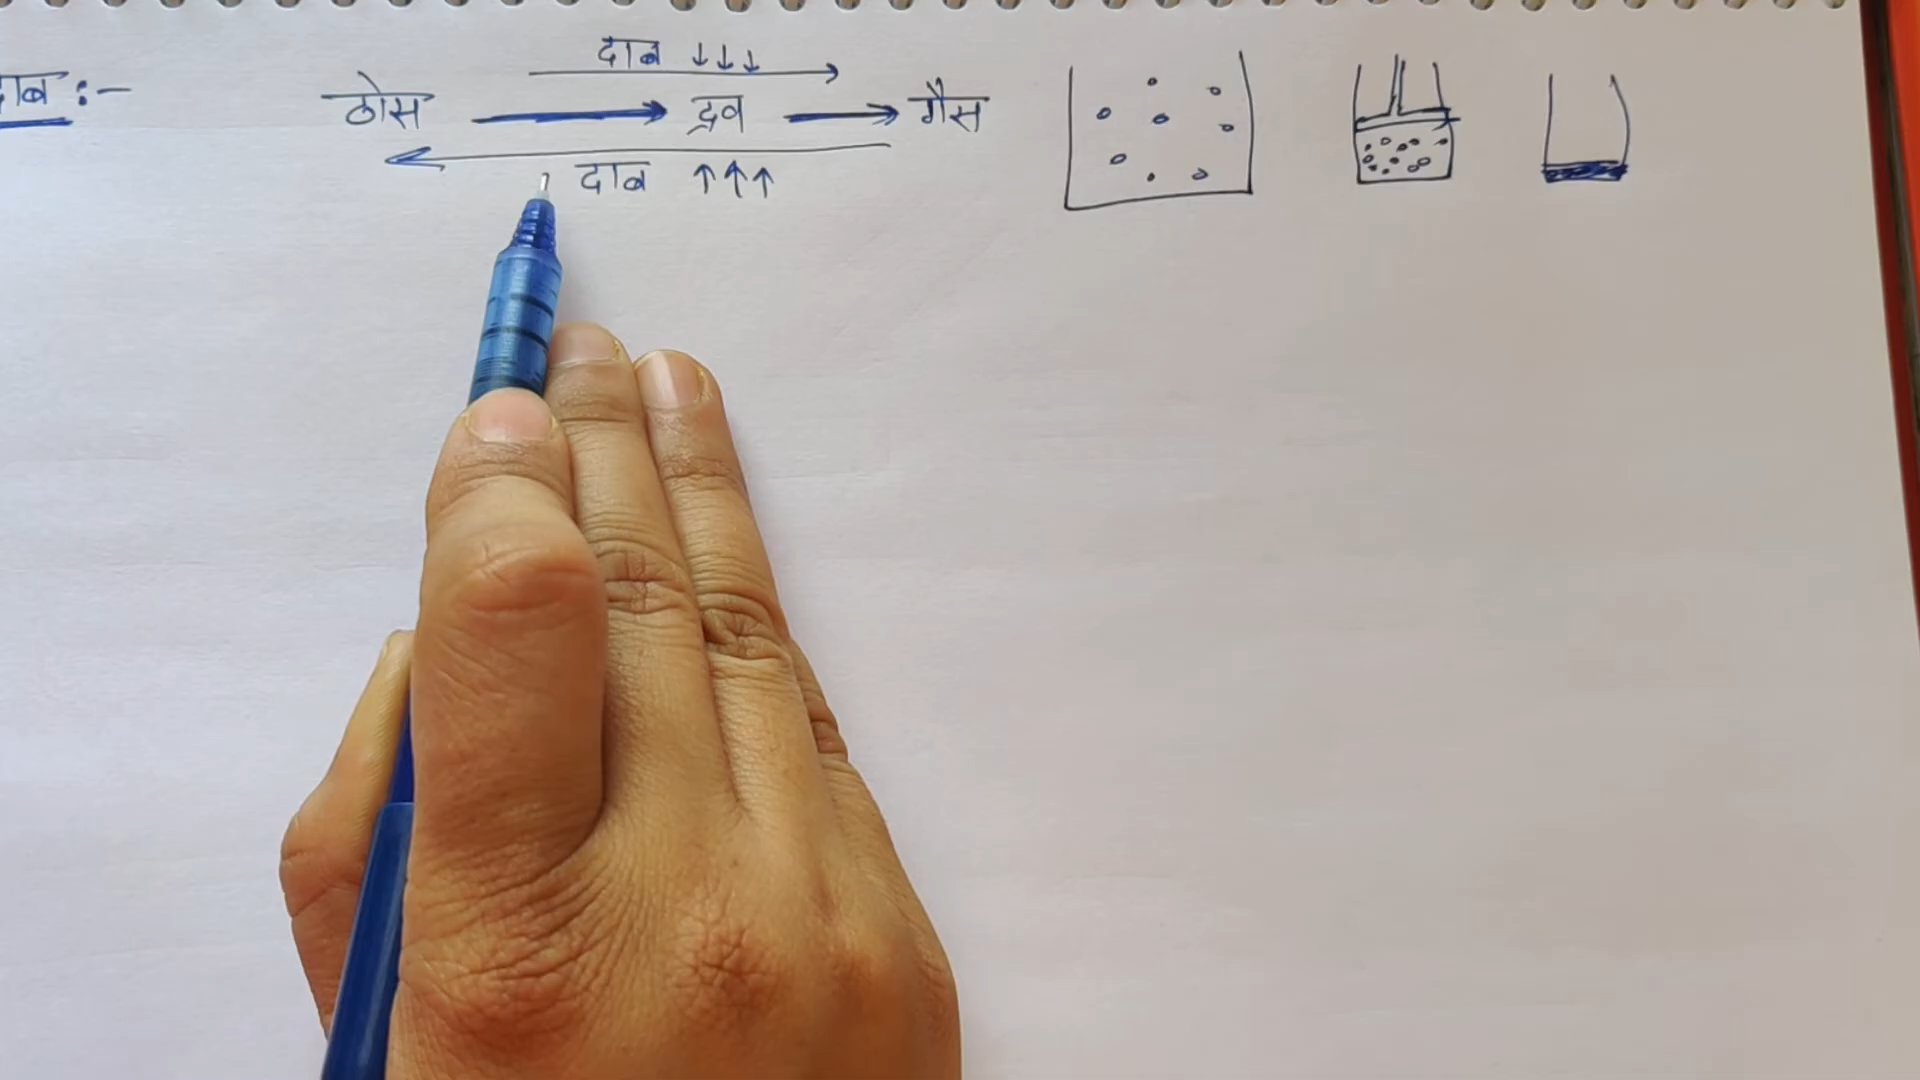 दाब :-
दाब ↓↓↓
ठोस → द्रव → गैस
दाब ↑↑↑